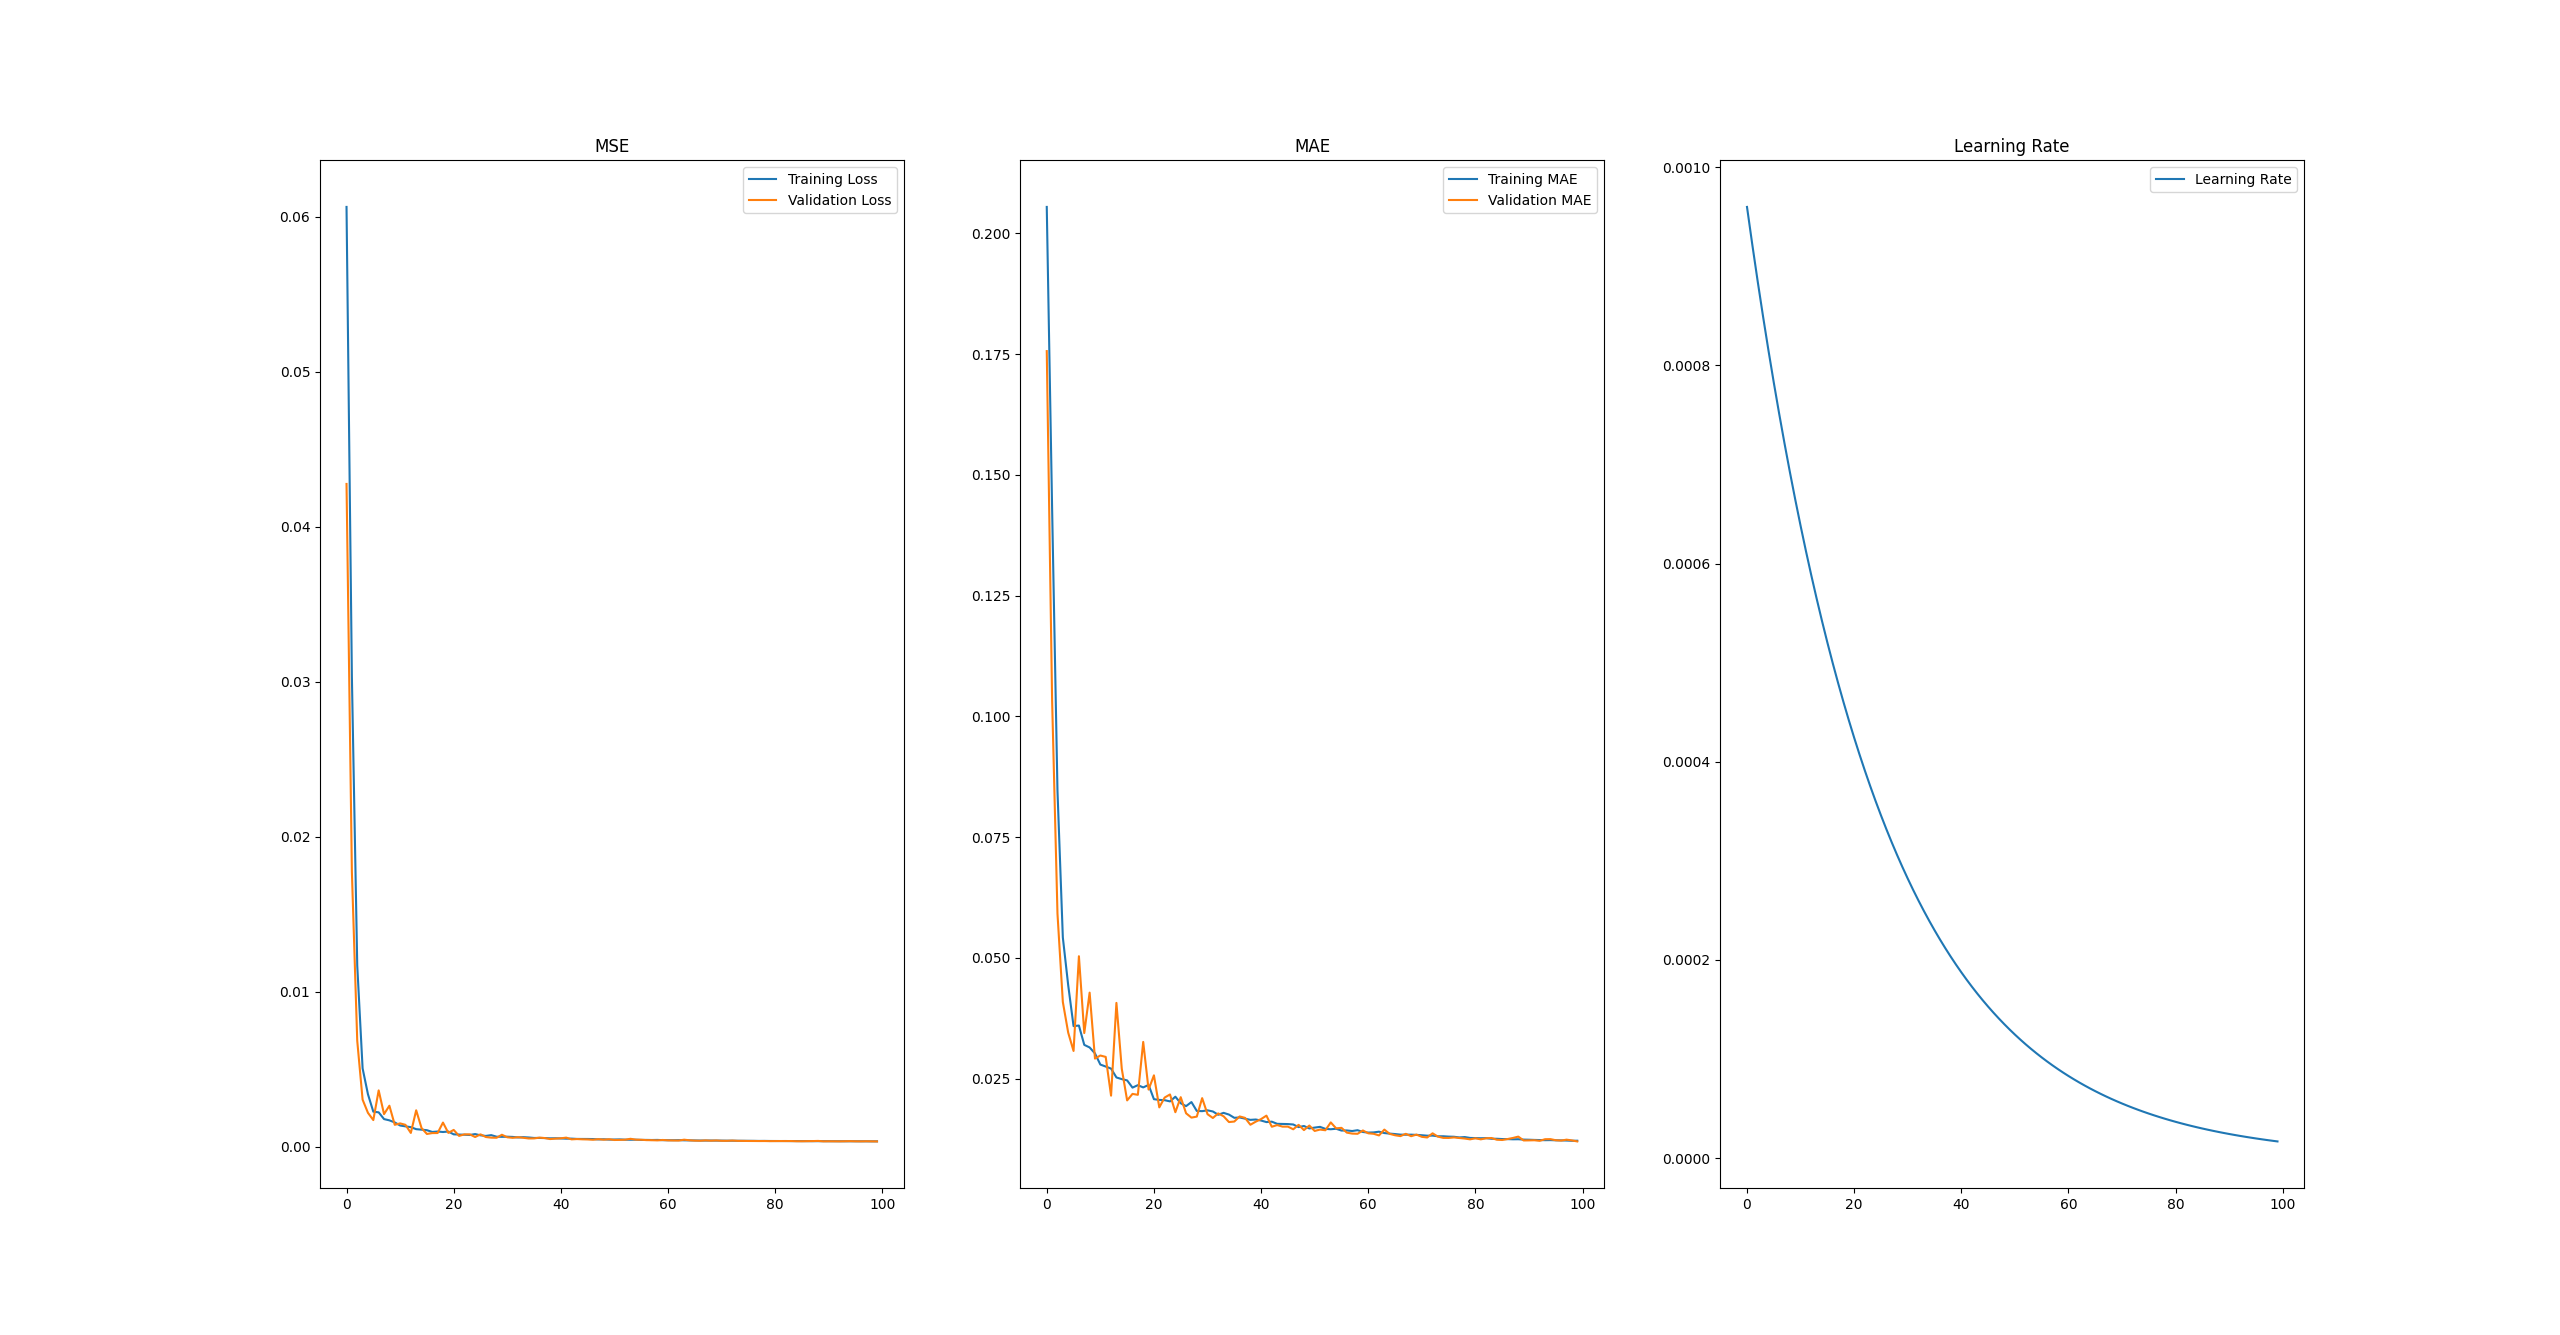 MSE
Training Loss
Validation Loss
0.06
0.05
0.04
0.03
0.02
0.01
0.00
0 20 40 60 80 100
MAE
Training MAE
Validation MAE
0.200
0.175
0.150
0.125
0.100
0.075
0.050
0.025
0 20 40 60 80 100
Learning Rate
Learning Rate
0.0010
0.0008
0.0006
0.0004
0.0002
0.0000
0 20 40 60 80 100